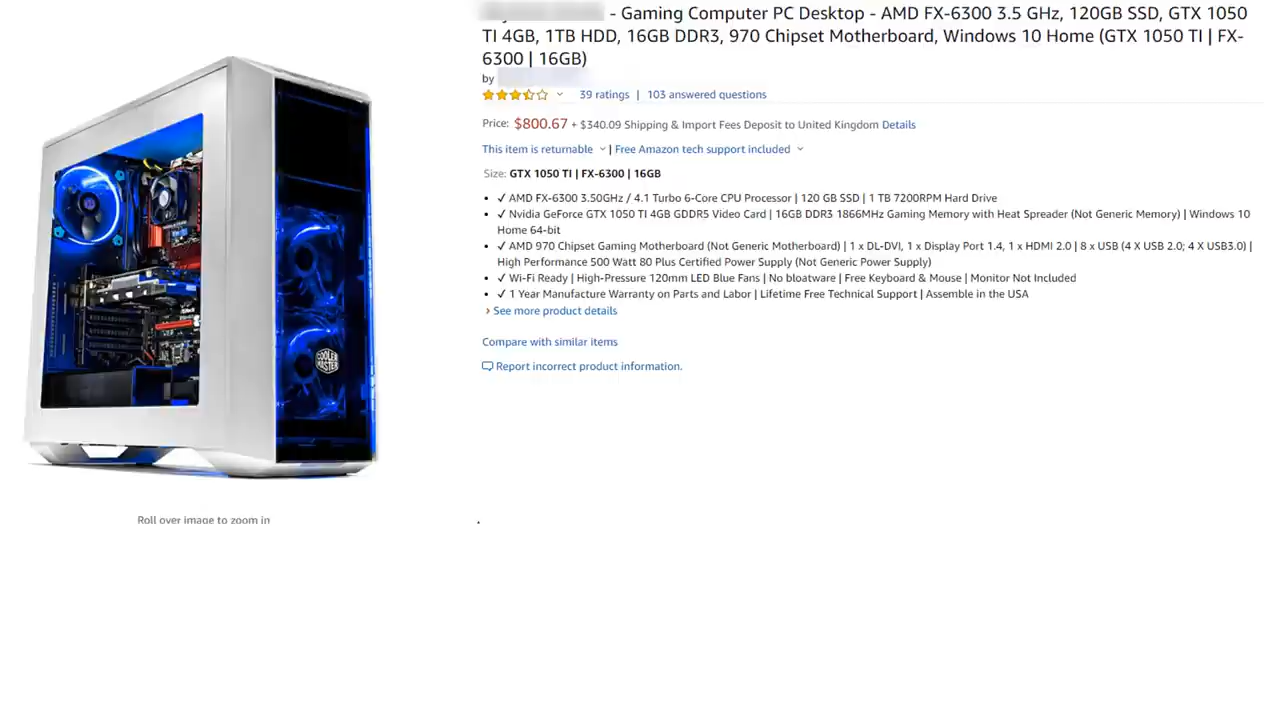 - Gaming Computer PC Desktop - AMD FX-6300 3.5 GHz, 120GB SSD, GTX 1050
TI 4GB, 1TB HDD, 16GB DDR3, 970 Chipset Motherboard, Windows 10 Home (GTX 1050 TI | FX-
6300 | 16GB)
by
39 ratings | 103 answered questions
Price: $800.67 + $340.09 Shipping & Import Fees Deposit to United Kingdom Details
This item is returnable | Free Amazon tech support included
Size: GTX 1050 TI | FX-6300 | 16GB
• ✓ AMD FX-6300 3.50GHz / 4.1 Turbo 6-Core CPU Processor | 120 GB SSD | 1 TB 7200RPM Hard Drive
• ✓ Nvidia GeForce GTX 1050 TI 4GB GDDR5 Video Card | 16GB DDR3 1866MHz Gaming Memory with Heat Spreader (Not Generic Memory) | Windows 10
Home 64-bit
• ✓ AMD 970 Chipset Gaming Motherboard (Not Generic Motherboard) | 1 x DL-DVI, 1 x Display Port 1.4, 1 x HDMI 2.0 | 8 x USB (4 X USB 2.0; 4 X USB3.0) |
High Performance 500 Watt 80 Plus Certified Power Supply (Not Generic Power Supply)
• ✓ Wi-Fi Ready | High-Pressure 120mm LED Blue Fans | No bloatware | Free Keyboard & Mouse | Monitor Not Included
• ✓ 1 Year Manufacture Warranty on Parts and Labor | Lifetime Free Technical Support | Assemble in the USA
› See more product details
Compare with similar items
Report incorrect product information.
COOLER
MASTER
Roll over image to zoom in